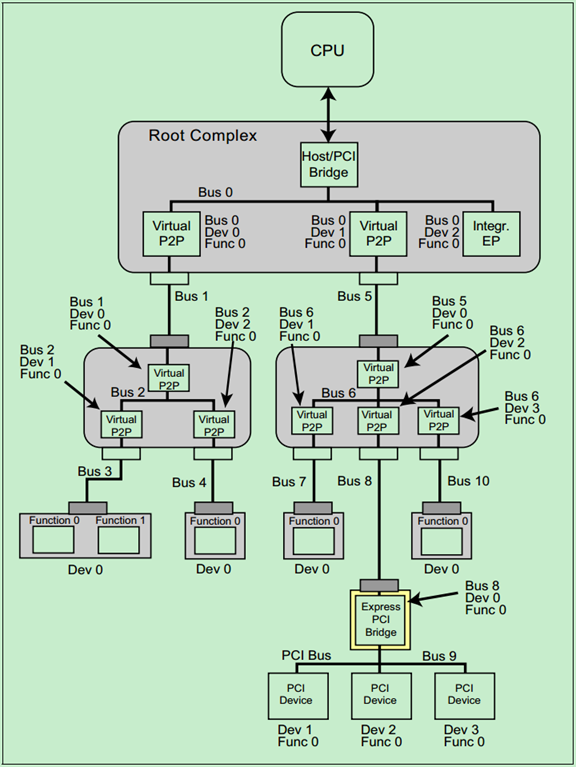 CPU
Root Complex
Host/PCI
Bridge
Bus 0
Virtual
P2P
Bus 0
Dev 0
Func 0
Bus 0
Dev 1
Func 0
Virtual
P2P
Bus 0
Dev 2
Func 0
Integr.
EP
Bus 1
Bus 5
Bus 1
Dev 0
Func 0
Bus 2
Dev 2
Func 0
Bus 6
Dev 1
Func 0
Bus 5
Dev 0
Func 0
Bus 6
Dev 2
Func 0
Bus 2
Dev 1
Func 0
Virtual
P2P
Bus 2
Virtual
P2P
Virtual
P2P
Virtual
P2P
Bus 6
Virtual
P2P
Virtual
P2P
Virtual
P2P
Bus 6
Dev 3
Func 0
Bus 3
Bus 4
Bus 7
Bus 8
Bus 10
Function 0
Function 1
Dev 0
Function 0
Dev 0
Function 0
Dev 0
Function 0
Dev 0
Express
PCI
Bridge
Bus 8
Dev 0
Func 0
PCI Bus
Bus 9
PCI
Device
PCI
Device
PCI
Device
Dev 1
Func 0
Dev 2
Func 0
Dev 3
Func 0